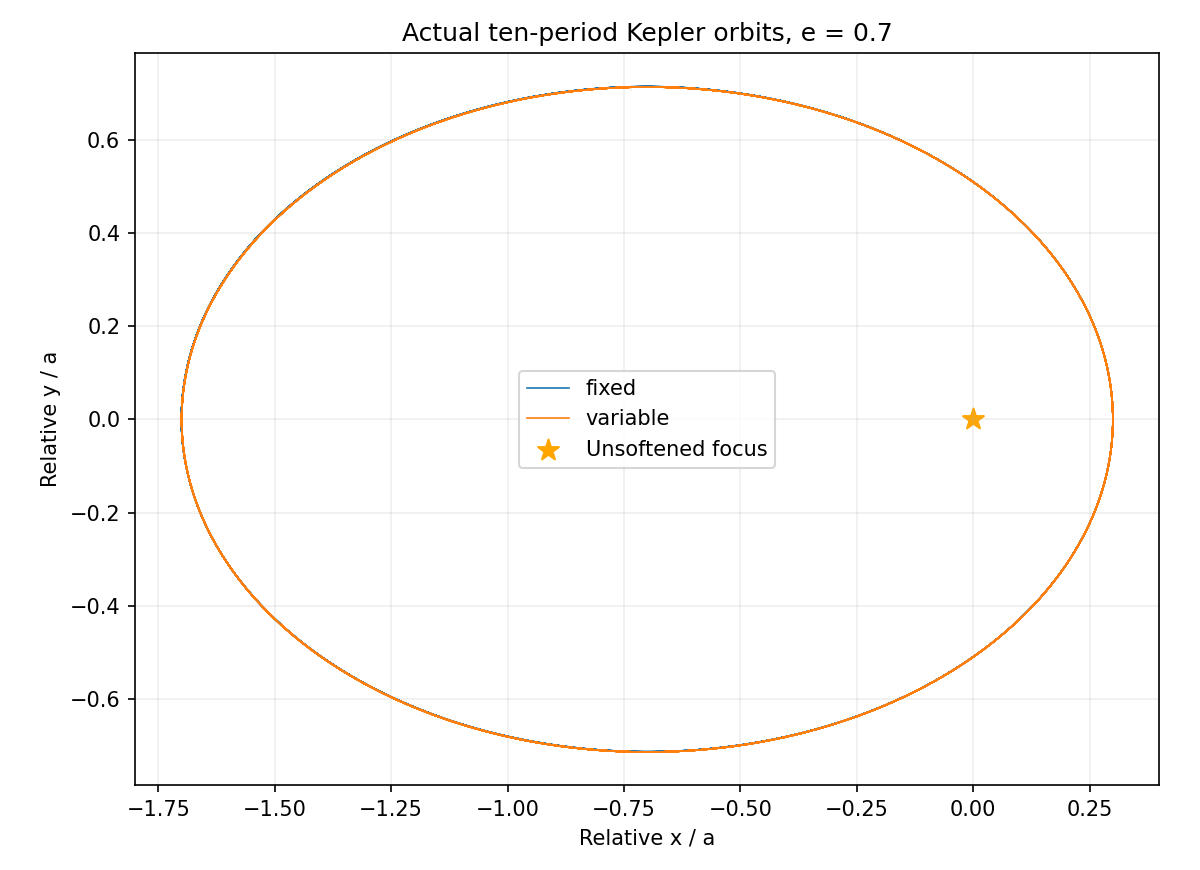 Actual ten-period Kepler orbits, e = 0.7
Relative y / a
0.6
0.4
0.2
0.0
−0.2
−0.4
−0.6
fixed
variable
Unsoftened focus
−1.75
−1.50
−1.25
−1.00
−0.75
−0.50
−0.25
0.00
0.25
Relative x / a